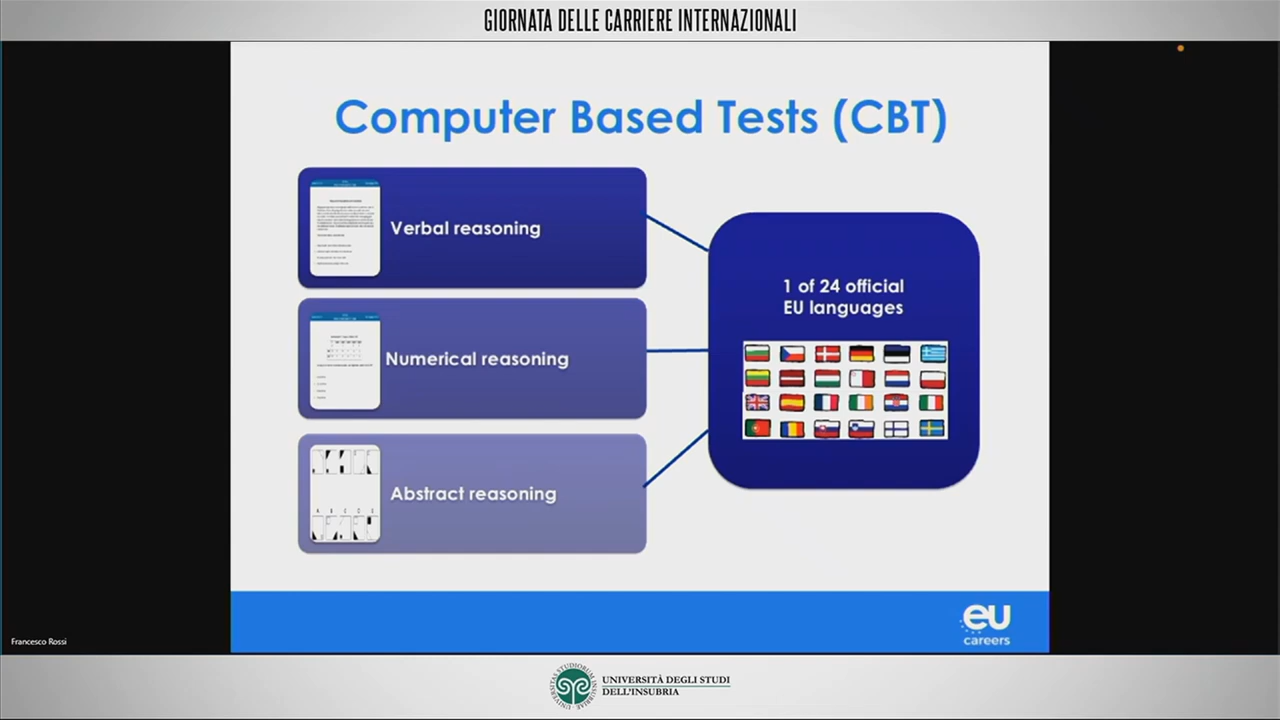 GIORNATA DELLE CARRIERE INTERNAZIONALI
Computer Based Tests (CBT)
Verbal reasoning
Numerical reasoning
Abstract reasoning
1 of 24 official
EU languages
eu
careers
Francesco Rossi
UNIVERSITÀ DEGLI STUDI
DELL'INSUBRIA